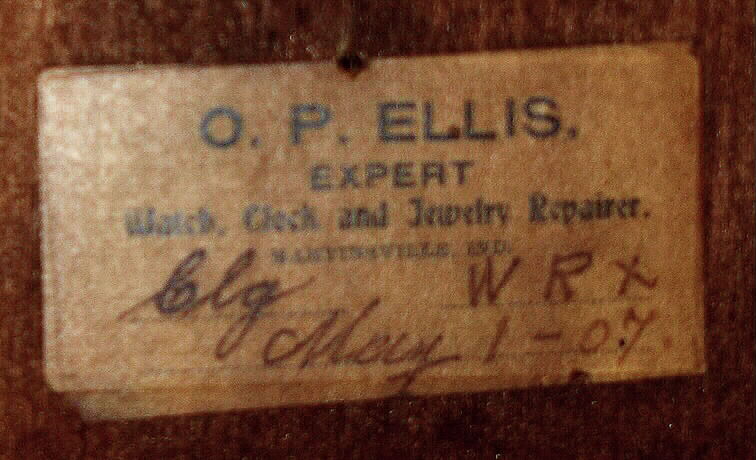 O. P. ELLIS.
EXPERT
Watch, Clock and Jewelry Repairer.
MARTINSVILLE, IND.
Clg W R X
May 1-07.